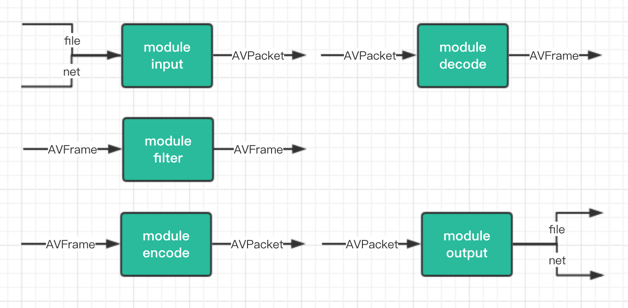 file
net
module
input
AVPacket
AVPacket
module
decode
AVFrame
AVFrame
module
filter
AVFrame
AVFrame
module
encode
AVPacket
AVPacket
module
output
file
net